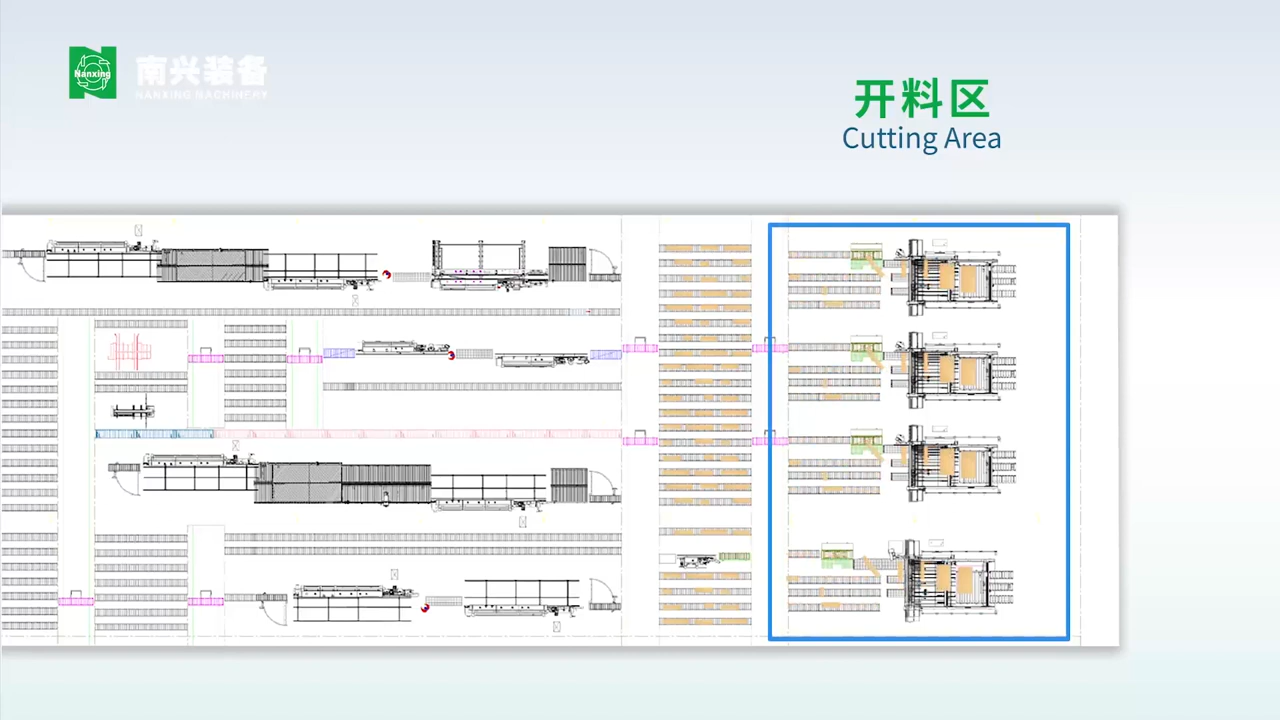 Nanxing
南兴装备
NANXING MACHINERY
开料区
Cutting Area